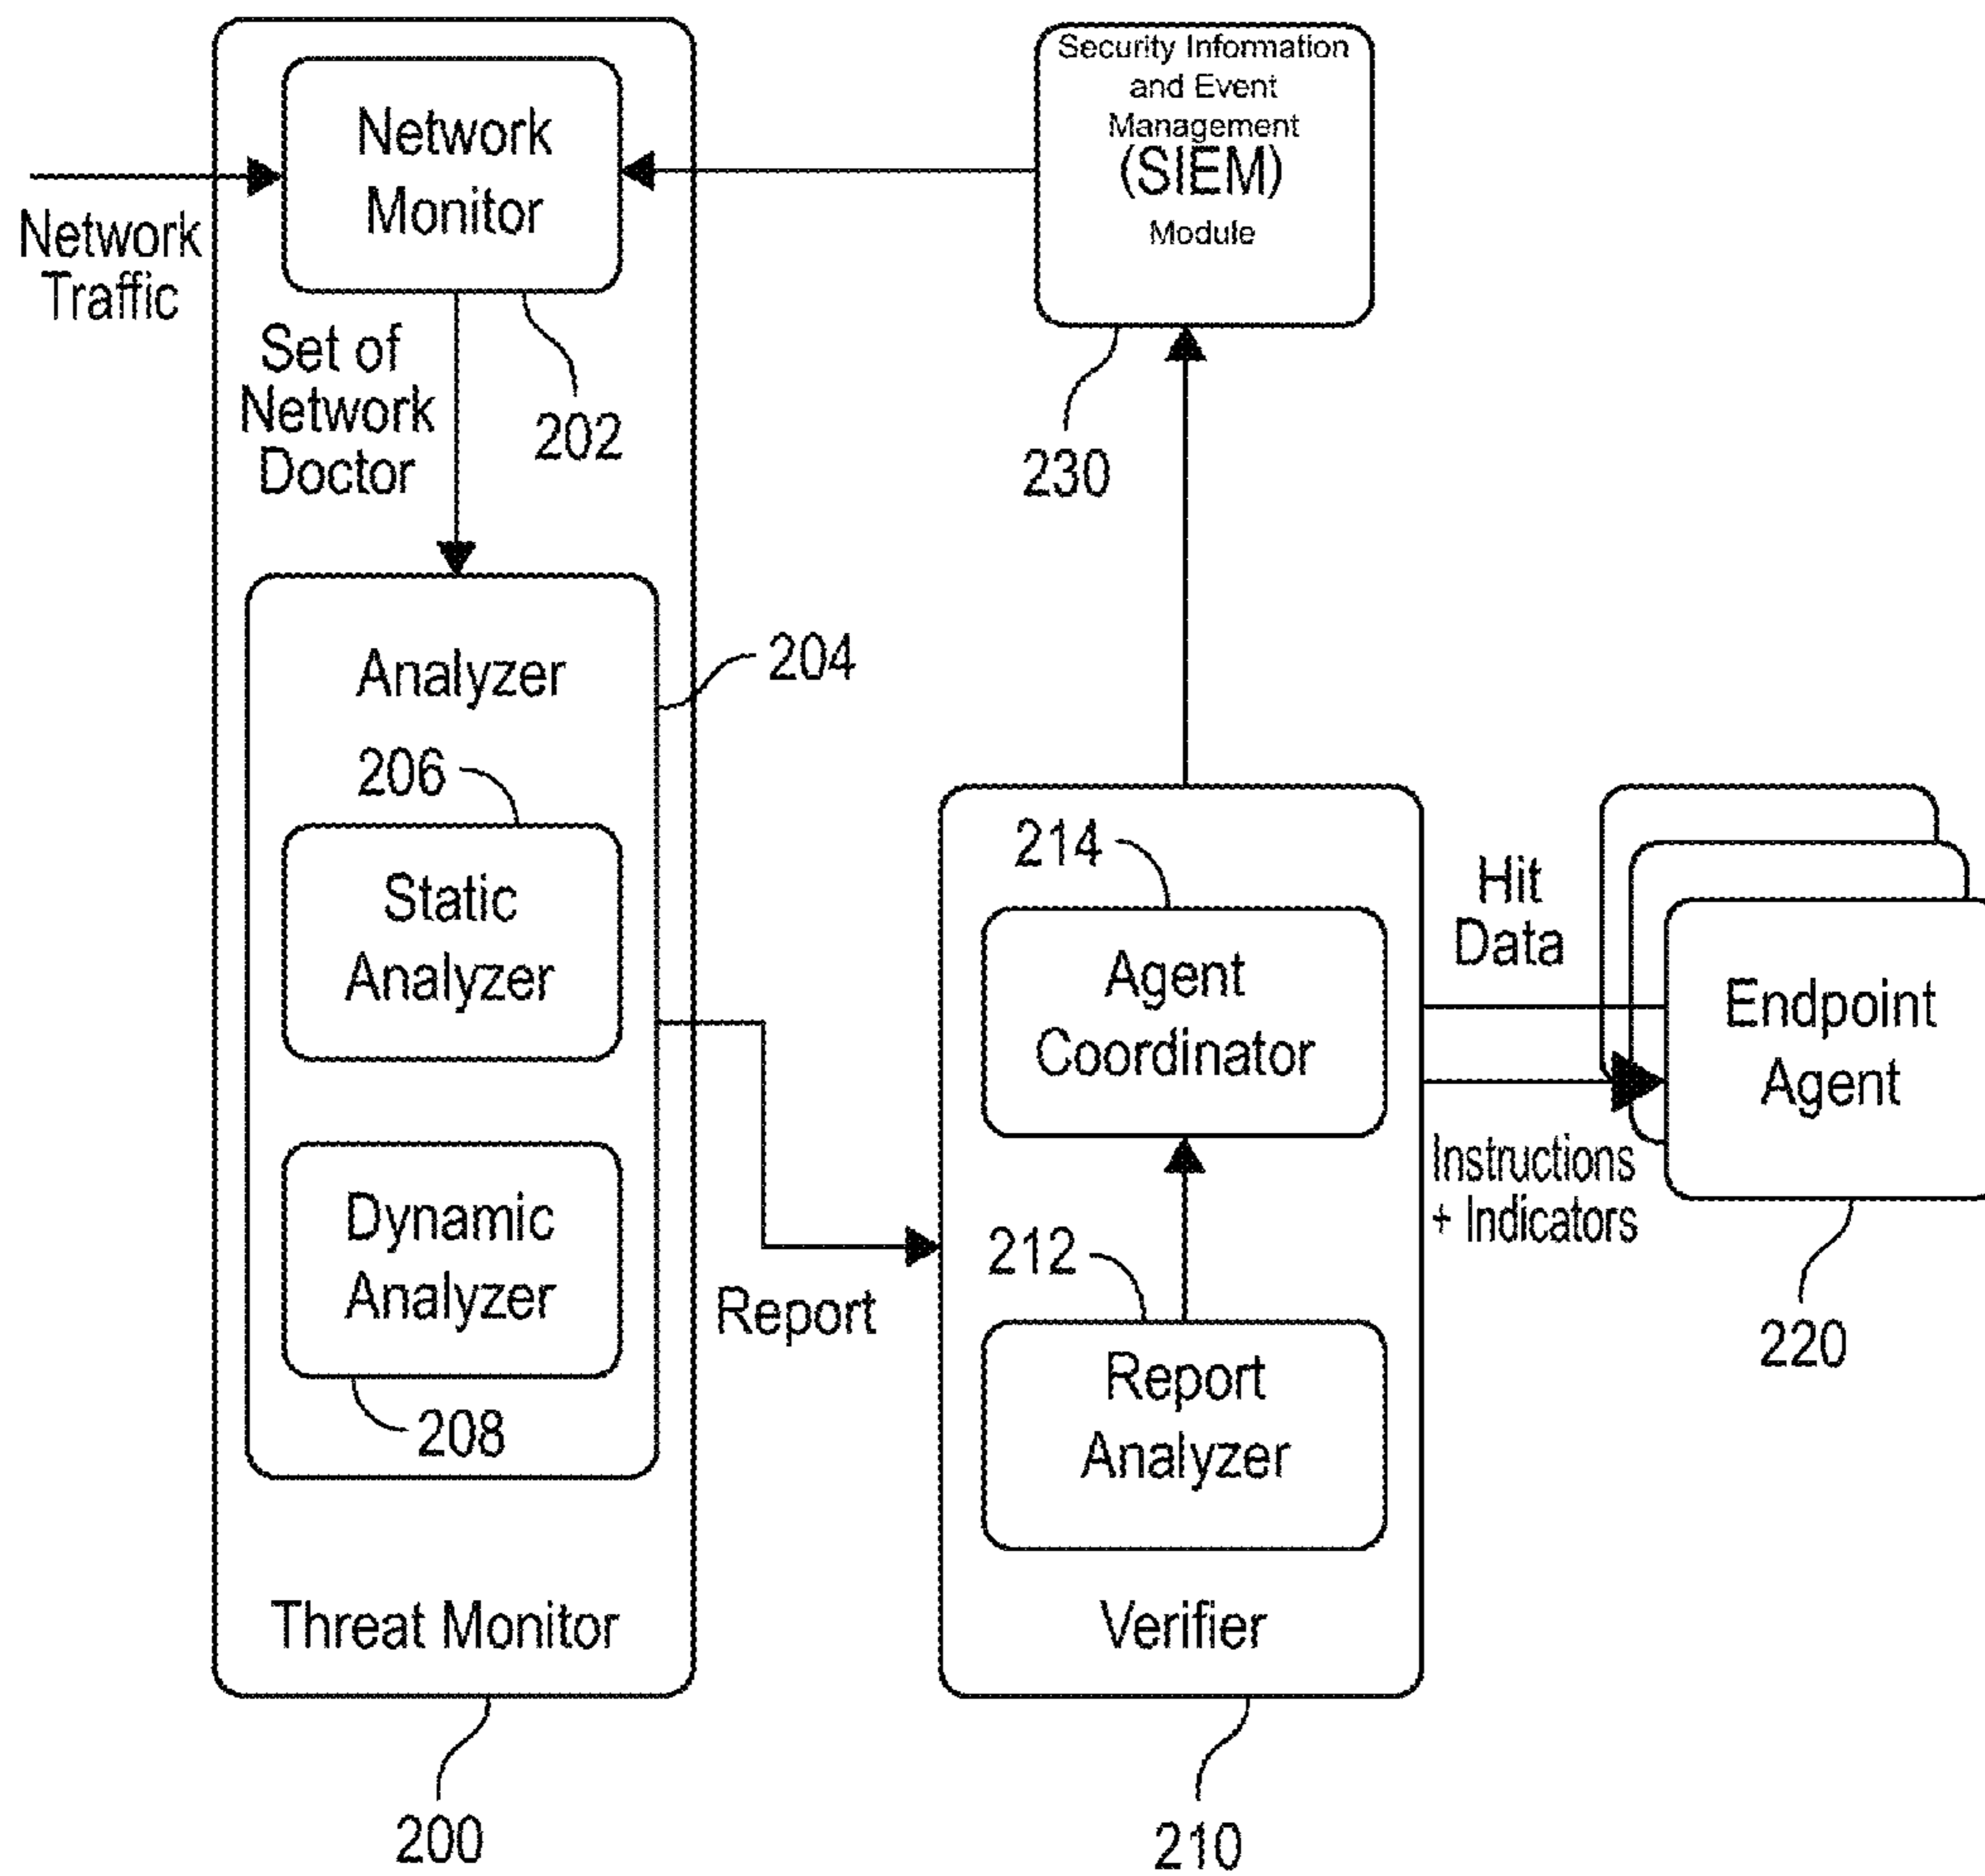 Network
Monitor
Network
Traffic
Set of
Network
Doctor
202
Security Information
and Event
Management
(SIEM)
Module
230
Analyzer
204
206
Static
Analyzer
Dynamic
Analyzer
208
Threat Monitor
200
Report
214
Agent
Coordinator
212
Report
Analyzer
Verifier
210
Hit
Data
Instructions
+ Indicators
Endpoint
Agent
220